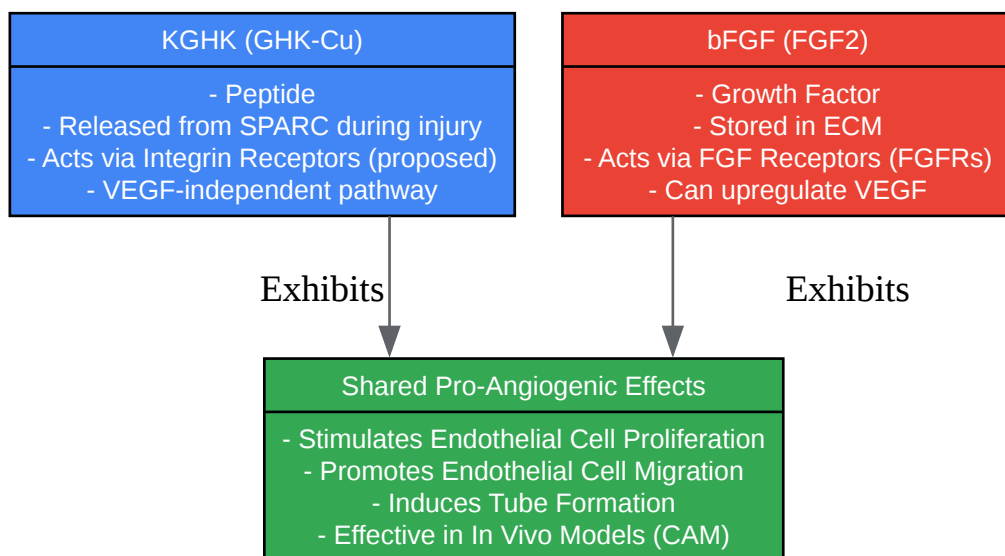 KGHK (GHK-Cu)
- Peptide
- Released from SPARC during injury
- Acts via Integrin Receptors (proposed)
- VEGF-independent pathway
bFGF (FGF2)
- Growth Factor
- Stored in ECM
- Acts via FGF Receptors (FGFRs)
- Can upregulate VEGF
Exhibits
Exhibits
Shared Pro-Angiogenic Effects
- Stimulates Endothelial Cell Proliferation
- Promotes Endothelial Cell Migration
- Induces Tube Formation
- Effective in In Vivo Models (CAM)